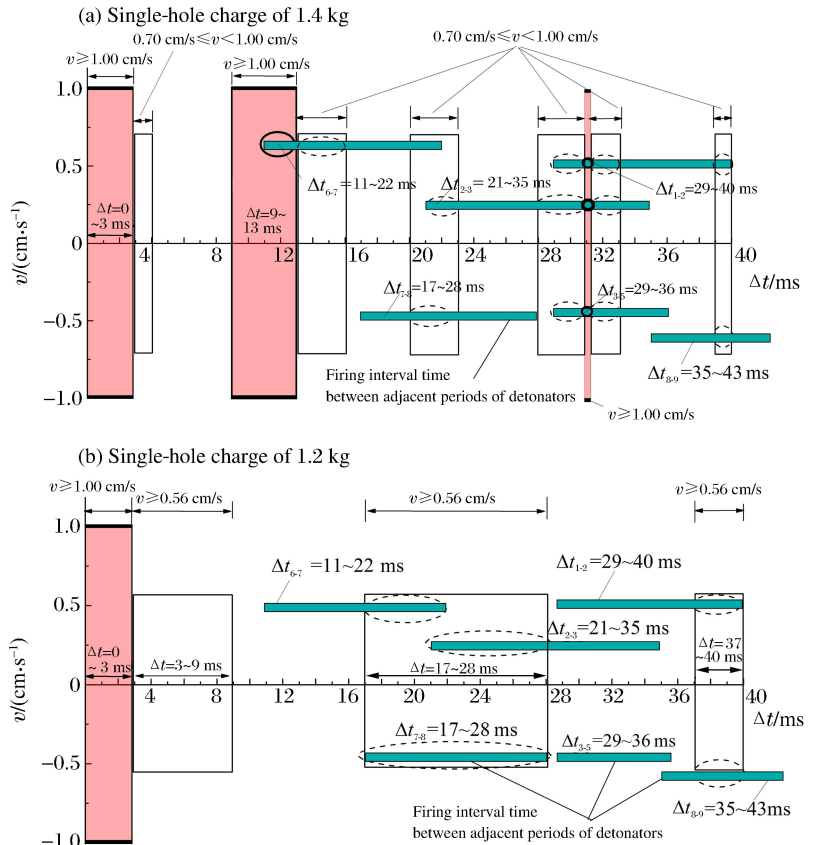 (a) Single-hole charge of 1.4 kg
0.70 cm/s≤v<1.00 cm/s
0.70 cm/s≤v<1.00 cm/s
v≥1.00 cm/s
v≥1.00 cm/s
1.0
0.5
0
−0.5
−1.0
v/(cm·s⁻¹)
Δt=0
~3 ms
Δt=9~
13 ms
Δt₆₋₇=11~22 ms
Δt₂₋₃=21~35 ms
Δt₁₋₂=29~40 ms
4 8 12 16 20 24 28 32 36 40
Δt/ms
Δt₇₋₈=17~28 ms
Δt₃₋₅=29~36 ms
Δt₈₋₉=35~43 ms
Firing interval time
between adjacent periods of detonators
v≥1.00 cm/s
(b) Single-hole charge of 1.2 kg
v≥1.00 cm/s
v≥0.56 cm/s
v≥0.56 cm/s
v≥0.56 cm/s
1.0
0.5
0
−0.5
−1.0
v/(cm·s⁻¹)
Δt₆₋₇ =11~22 ms
Δt₁₋₂=29~40 ms
Δt₂₋₃=21~35 ms
Δt=0
~ 3 ms
Δt=3~9 ms
Δt=17~28 ms
Δt=37
~40 ms
4 8 12 16 20 24 28 32 36 40
Δt/ms
Δt₇₋₈=17~28 ms
Δt₃₋₅=29~36 ms
Δt₈₋₉=35~43ms
Firing interval time
between adjacent periods of detonators